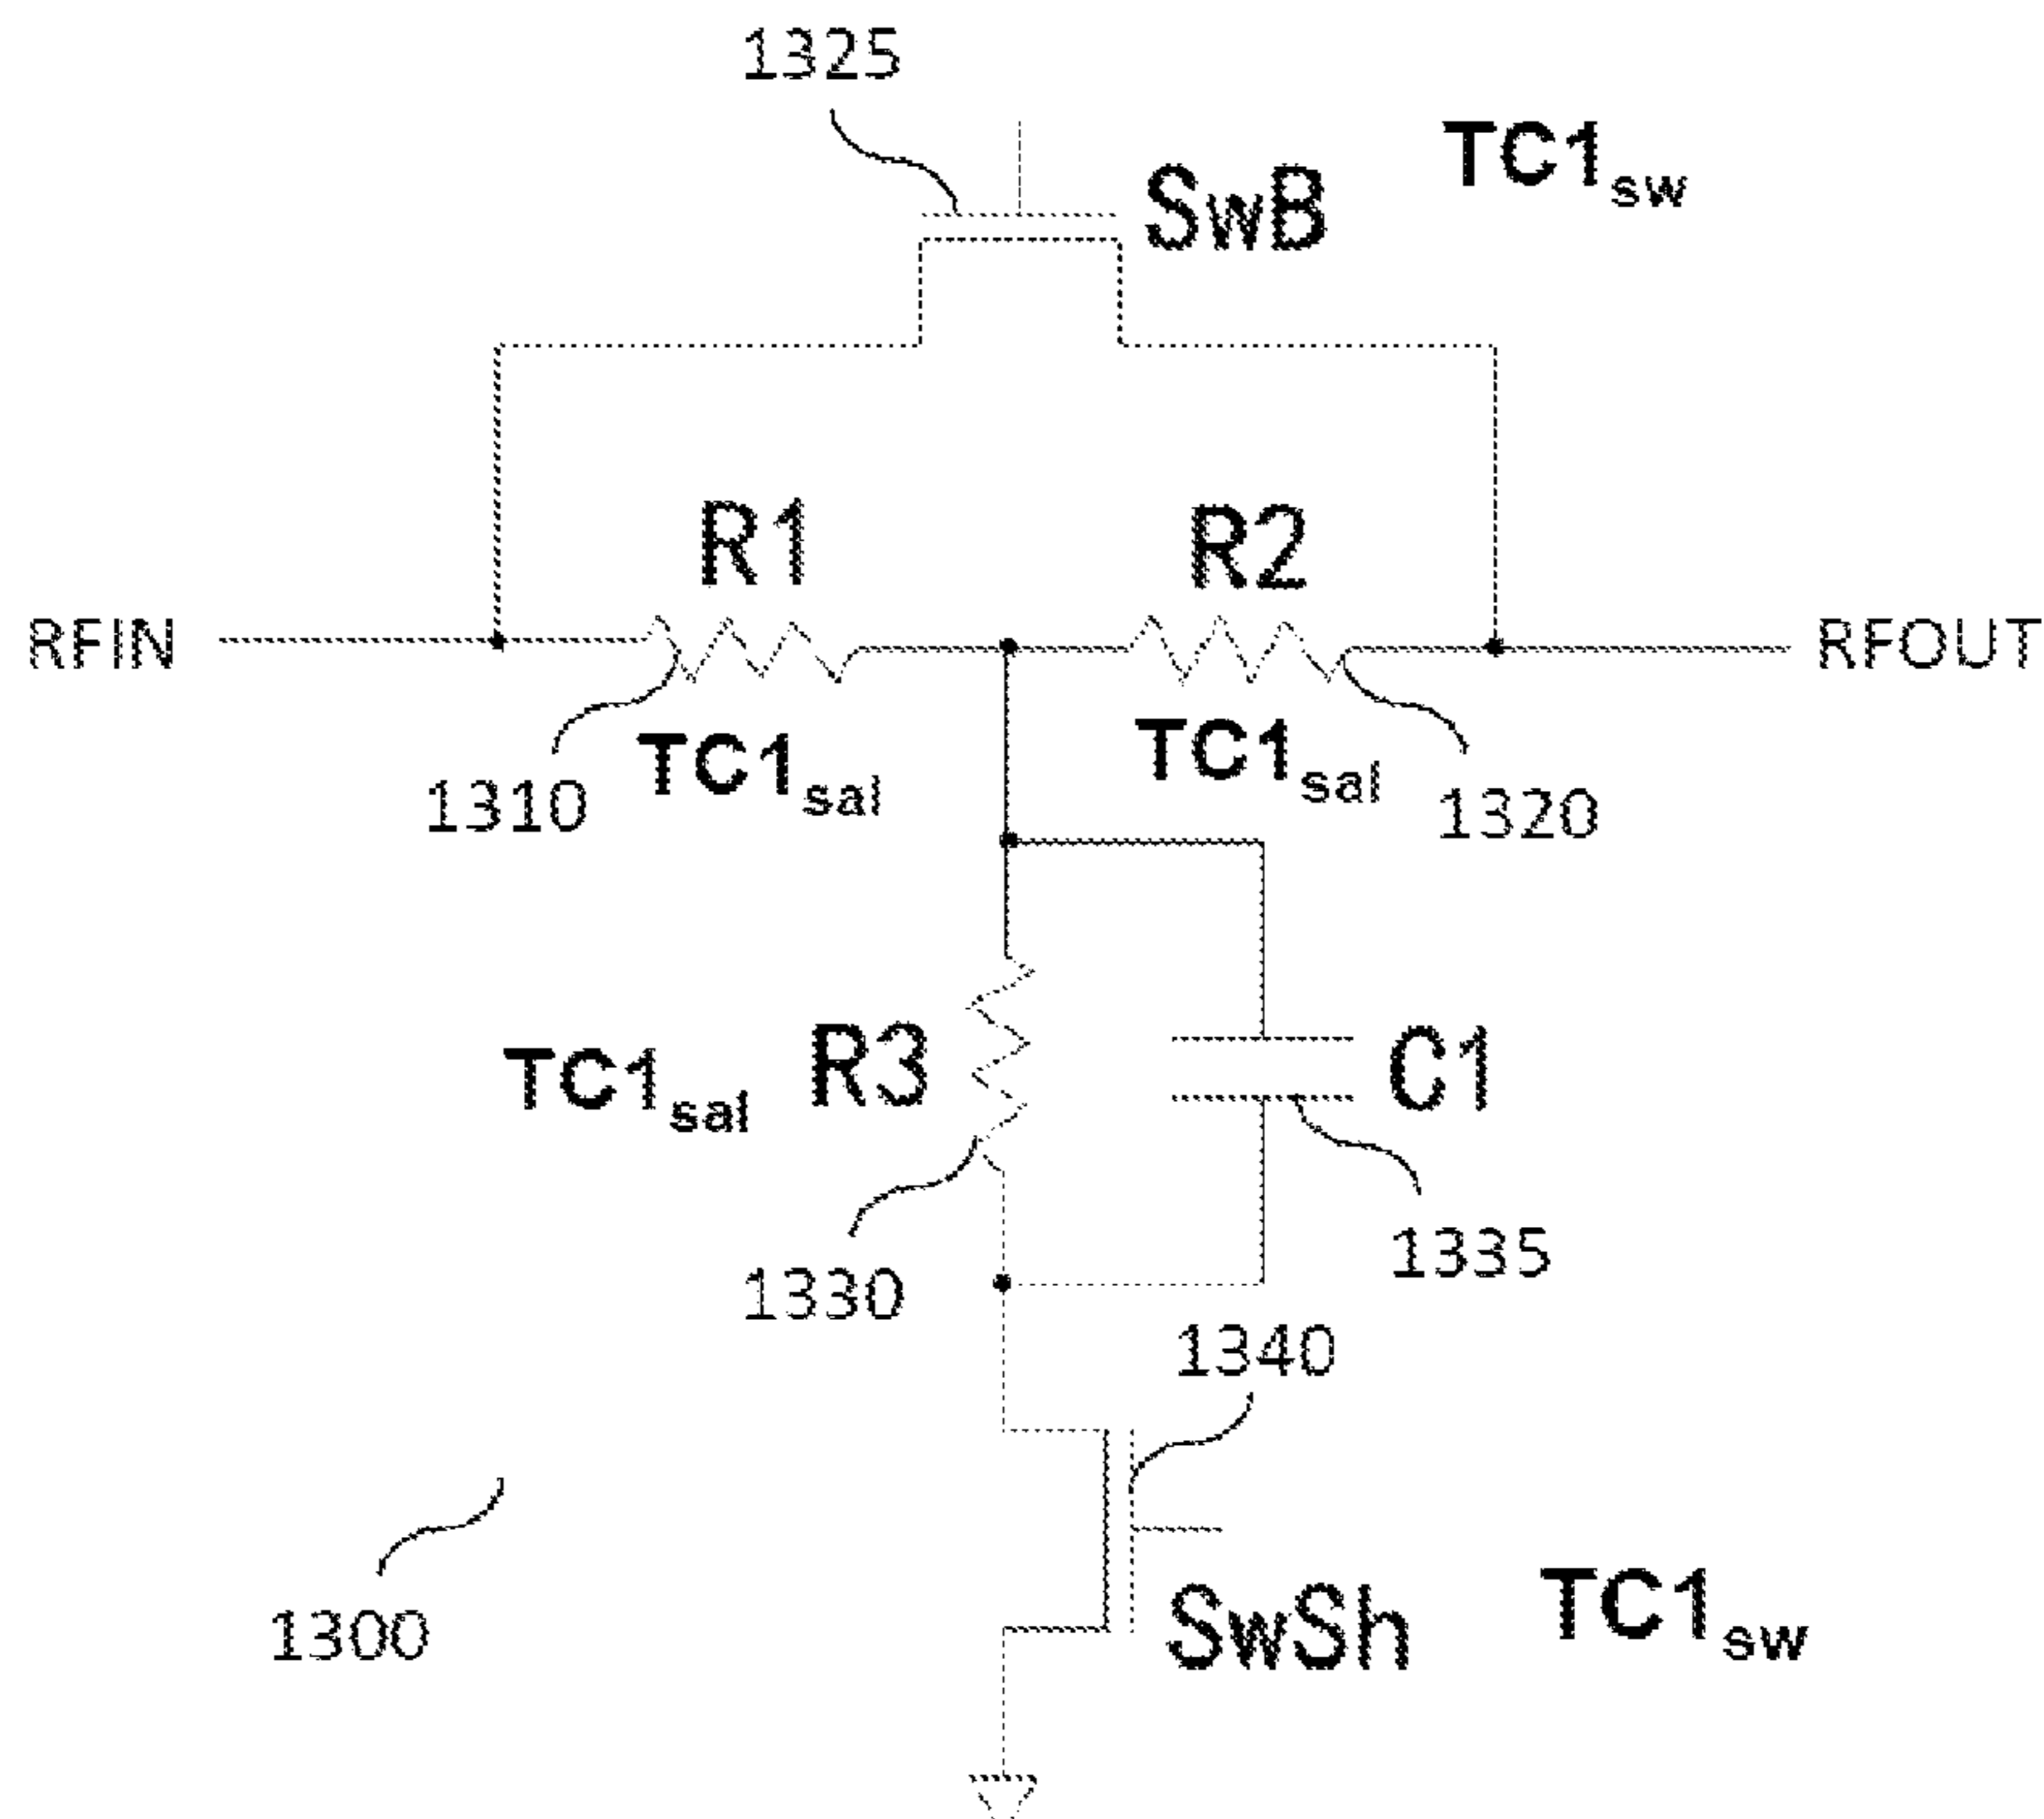 1325
SwB
TC1sw
R1
R2
RFIN
RFOUT
TC1sal
TC1sal
1310
1320
TC1sal
R3
C1
1330
1335
1340
1300
SwSh
TC1sw